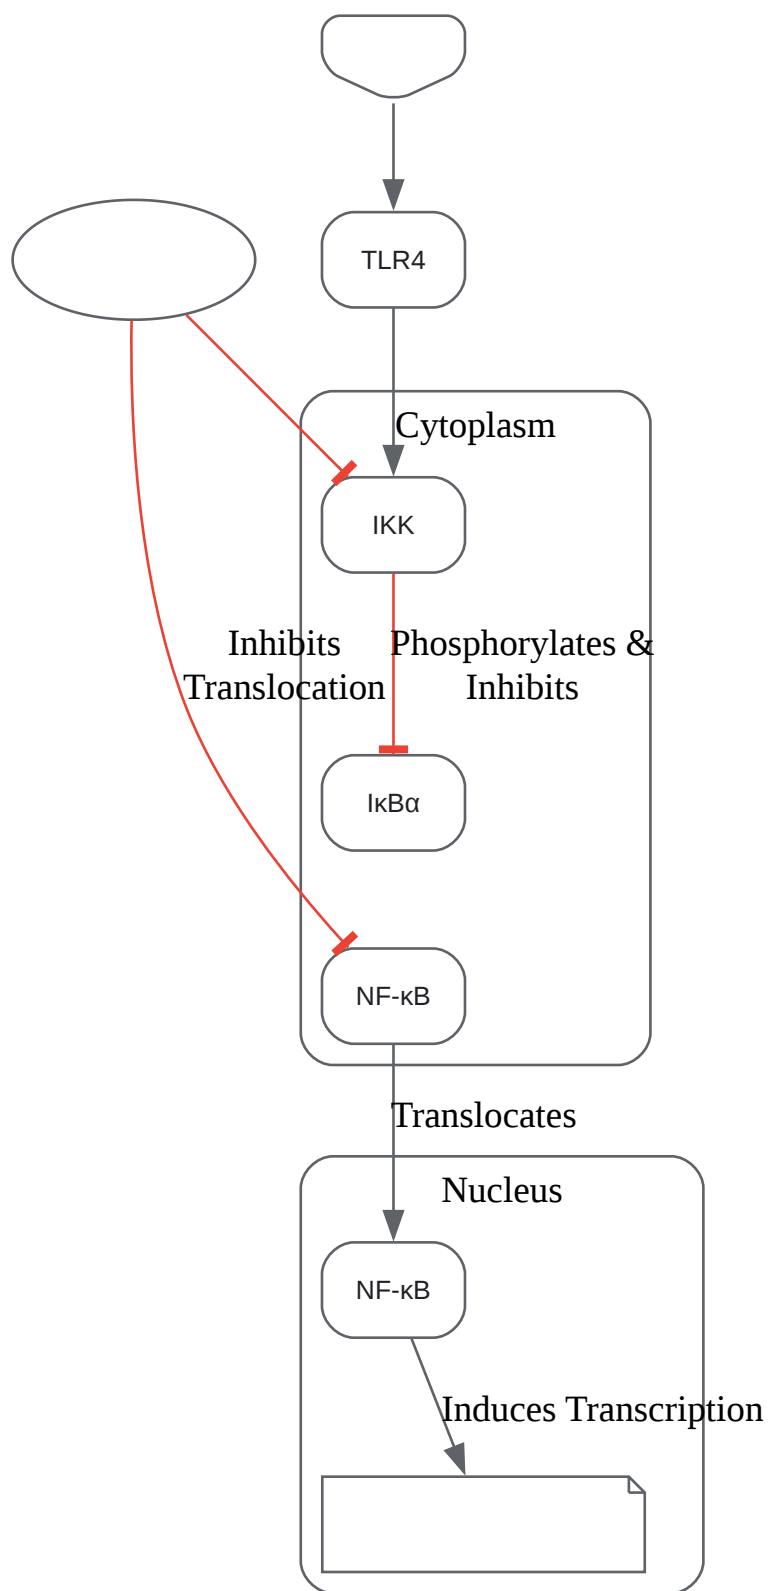 TLR4
Cytoplasm
IKK
Inhibits
Translocation
Phosphorylates &
Inhibits
IκBα
NF-κB
Translocates
Nucleus
NF-κB
Induces Transcription